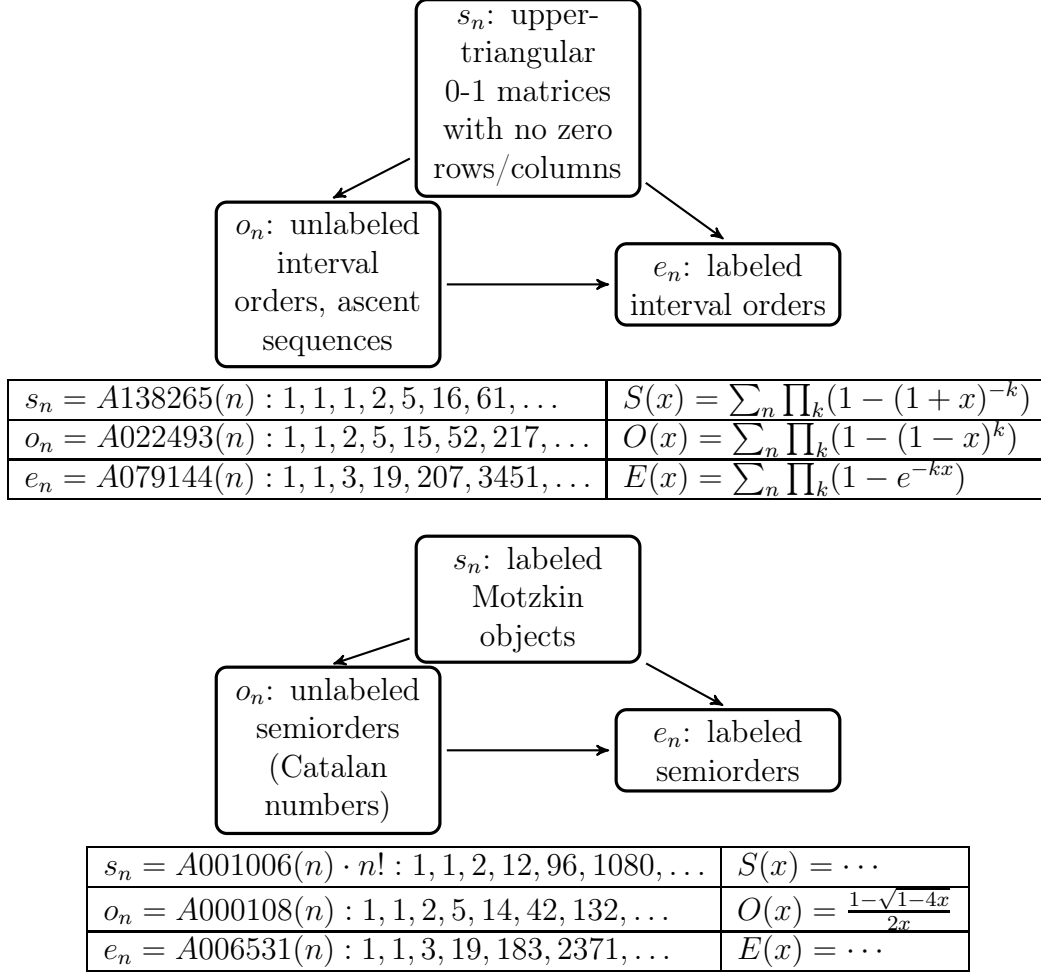 s_n: upper-
triangular
0-1 matrices
with no zero
rows/columns
o_n: unlabeled
interval
orders, ascent
sequences
e_n: labeled
interval orders
s_n = A138265(n) : 1, 1, 1, 2, 5, 16, 61, … S(x) = ∑_n ∏_k(1 − (1 + x)^{−k})
o_n = A022493(n) : 1, 1, 2, 5, 15, 52, 217, … O(x) = ∑_n ∏_k(1 − (1 − x)^k)
e_n = A079144(n) : 1, 1, 3, 19, 207, 3451, … E(x) = ∑_n ∏_k(1 − e^{−kx})
s_n: labeled
Motzkin
objects
o_n: unlabeled
semiorders
(Catalan
numbers)
e_n: labeled
semiorders
s_n = A001006(n) · n! : 1, 1, 2, 12, 96, 1080, … S(x) = ⋯
o_n = A000108(n) : 1, 1, 2, 5, 14, 42, 132, … O(x) = \frac{1−\sqrt{1−4x}}{2x}
e_n = A006531(n) : 1, 1, 3, 19, 183, 2371, … E(x) = ⋯